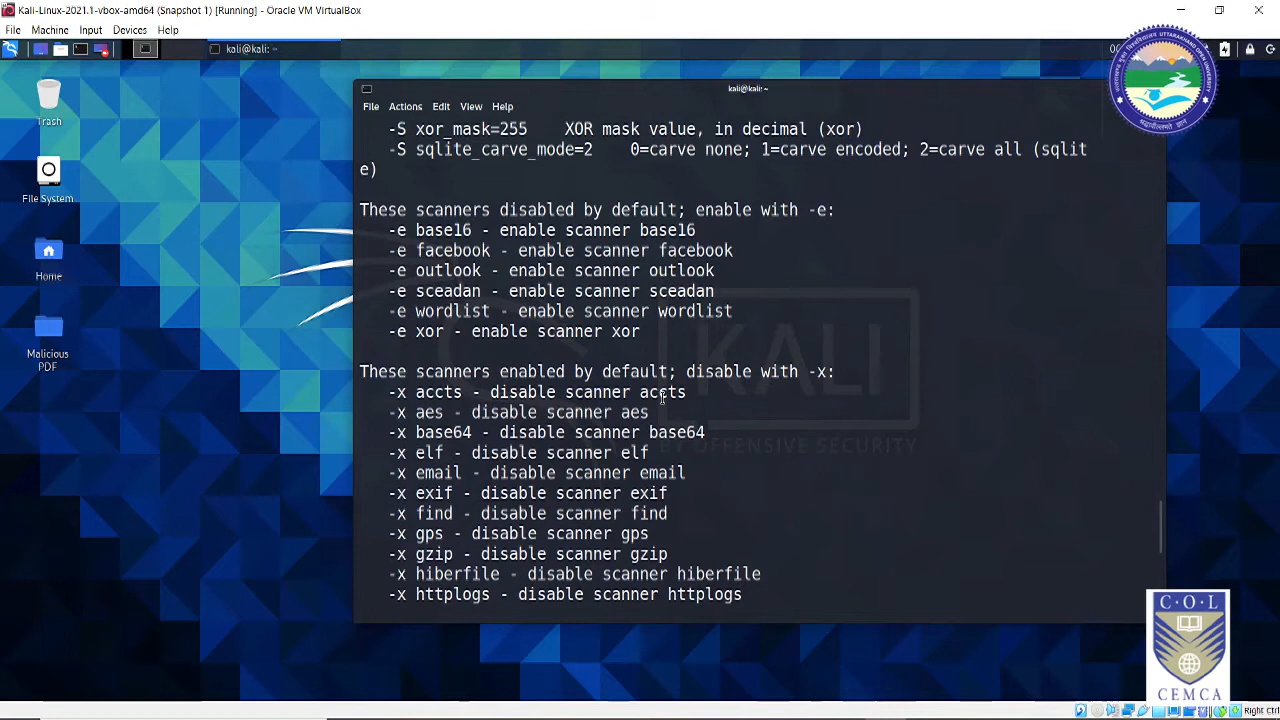 Kali-Linux-2021.1-vbox-amd64 (Snapshot 1) [Running] - Oracle VM VirtualBox
File Machine Input Devices Help
kali@kali: ~
Trash
File System
Home
Malicious
PDF
kali@kali: ~
File Actions Edit View Help
-S xor_mask=255 XOR mask value, in decimal (xor)
-S sqlite_carve_mode=2 0=carve none; 1=carve encoded; 2=carve all (sqlit
e)
These scanners disabled by default; enable with -e:
-e base16 - enable scanner base16
-e facebook - enable scanner facebook
-e outlook - enable scanner outlook
-e sceadan - enable scanner sceadan
-e wordlist - enable scanner wordlist
-e xor - enable scanner xor
These scanners enabled by default; disable with -x:
-x accts - disable scanner accts
-x aes - disable scanner aes
-x base64 - disable scanner base64
-x elf - disable scanner elf
-x email - disable scanner email
-x exif - disable scanner exif
-x find - disable scanner find
-x gps - disable scanner gps
-x gzip - disable scanner gzip
-x hiberfile - disable scanner hiberfile
-x httplogs - disable scanner httplogs
KALI
BY OFFENSIVE SECURITY
UTTARAKHAND OPEN UNIVERSITY
C·O·L
CEMCA
Right Ctrl